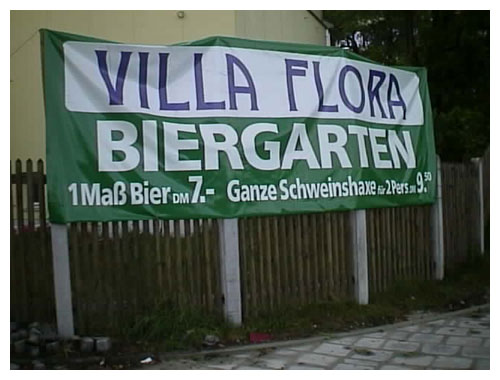 VILLA FLORA
BIERGARTEN
1 Maß Bier DM 7.- Ganze Schweinshaxe für 2 Pers. DM 9.50